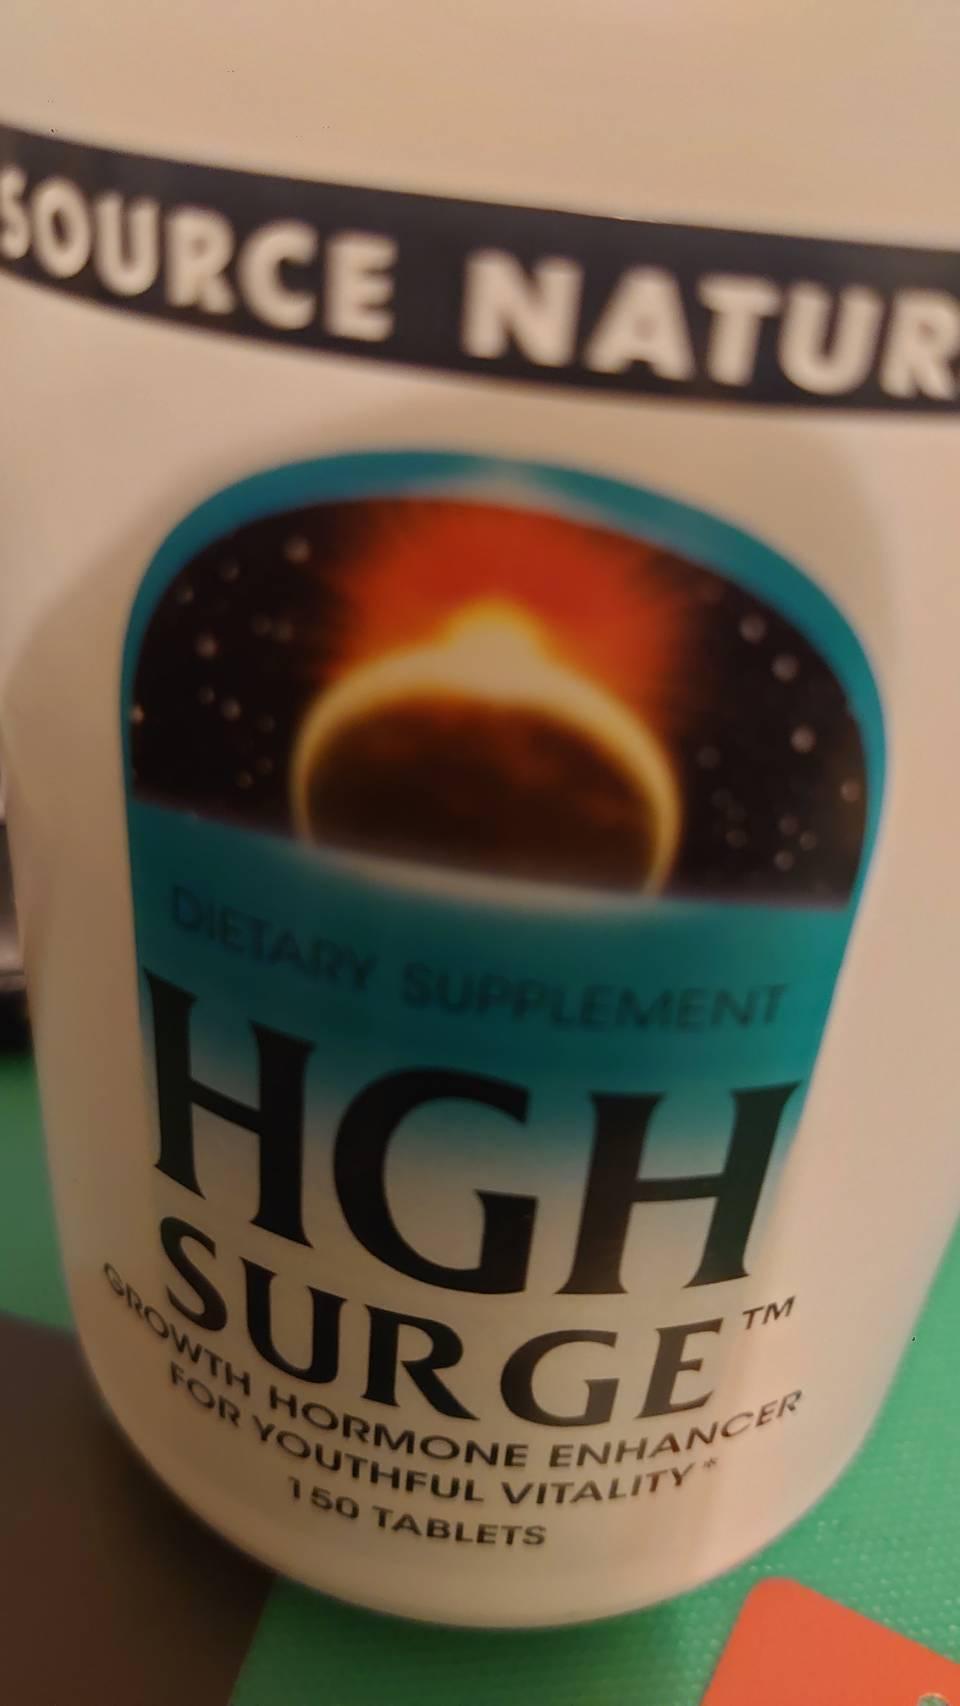 SOURCE NATUR
DIETARY SUPPLEMENT
HGH
SURGE™
GROWTH HORMONE ENHANCER
FOR YOUTHFUL VITALITY*
150 TABLETS